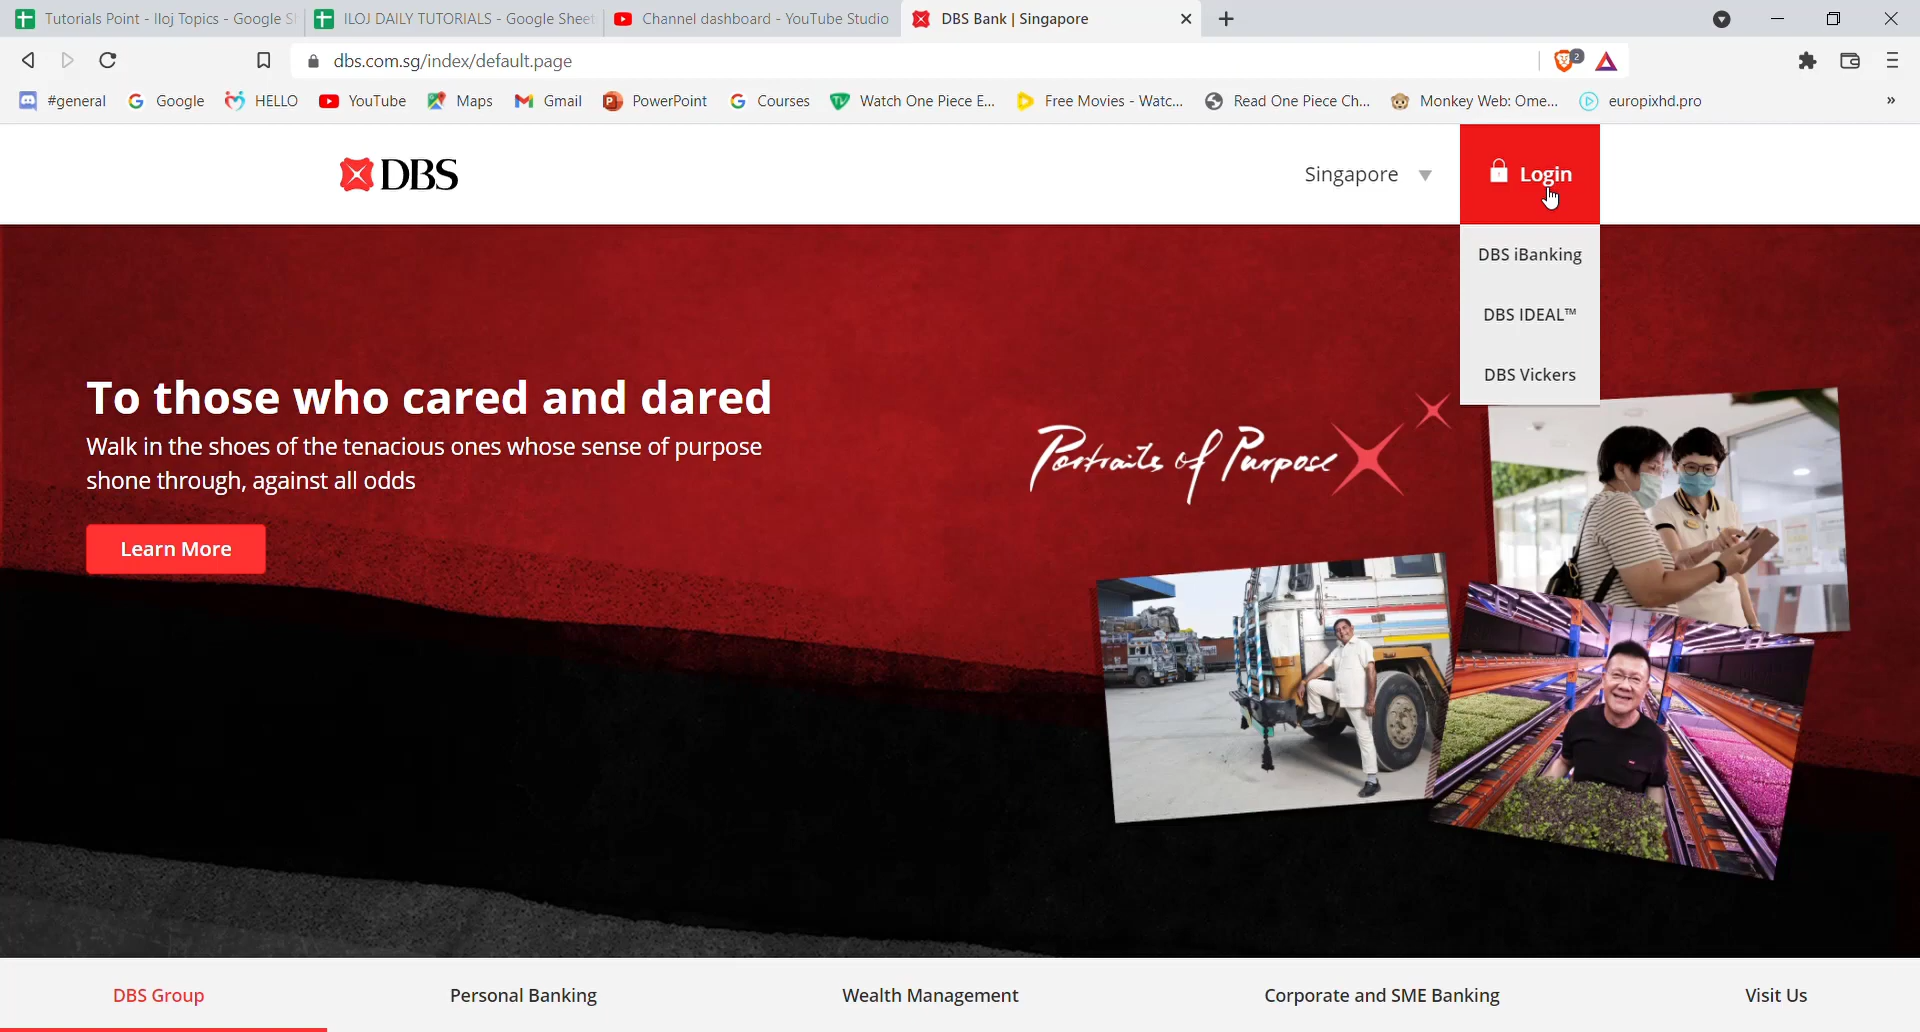 Tutorials Point - Iloj Topics - Google S
ILOJ DAILY TUTORIALS - Google Sheet
Channel dashboard - YouTube Studio
DBS Bank | Singapore
dbs.com.sg/index/default.page
2
#general
Google
HELLO
YouTube
Maps
Gmail
PowerPoint
Courses
Watch One Piece E...
Free Movies - Watc...
Read One Piece Ch...
Monkey Web: Ome...
europixhd.pro
»
DBS
Singapore
Login
DBS iBanking
DBS IDEAL™
DBS Vickers
To those who cared and dared
Walk in the shoes of the tenacious ones whose sense of purpose
shone through, against all odds
Learn More
Portraits of Purpose
DBS Group
Personal Banking
Wealth Management
Corporate and SME Banking
Visit Us